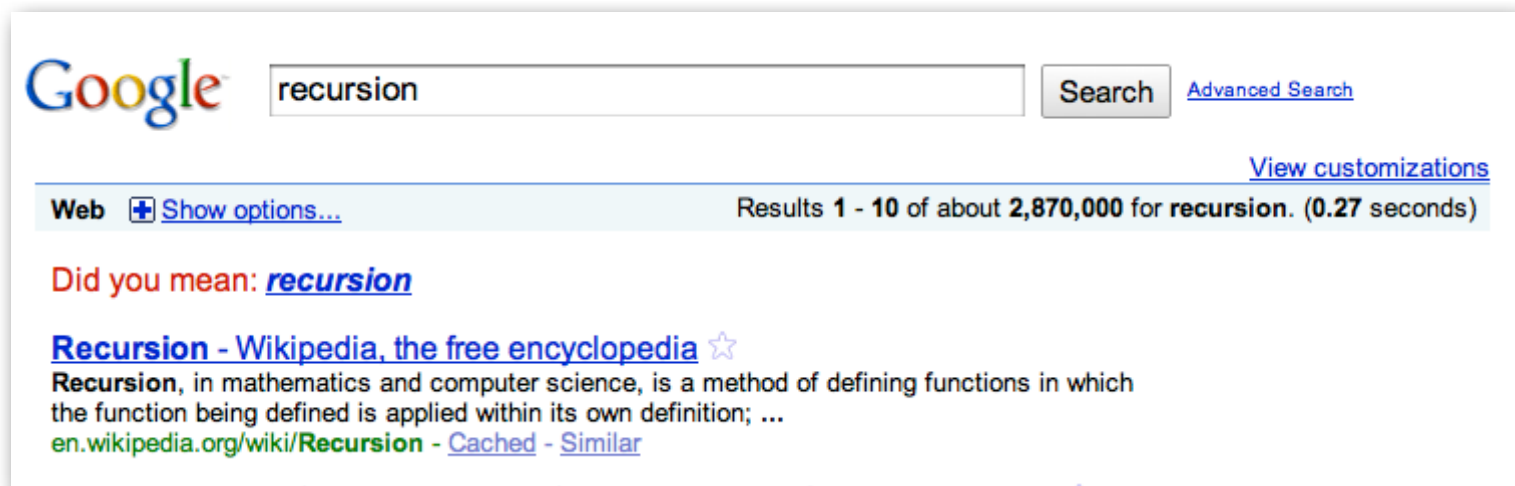 Google recursion Search Advanced Search
View customizations
Web Show options... Results 1 - 10 of about 2,870,000 for recursion. (0.27 seconds)
Did you mean: recursion
Recursion - Wikipedia, the free encyclopedia
Recursion, in mathematics and computer science, is a method of defining functions in which
the function being defined is applied within its own definition; ...
en.wikipedia.org/wiki/Recursion - Cached - Similar